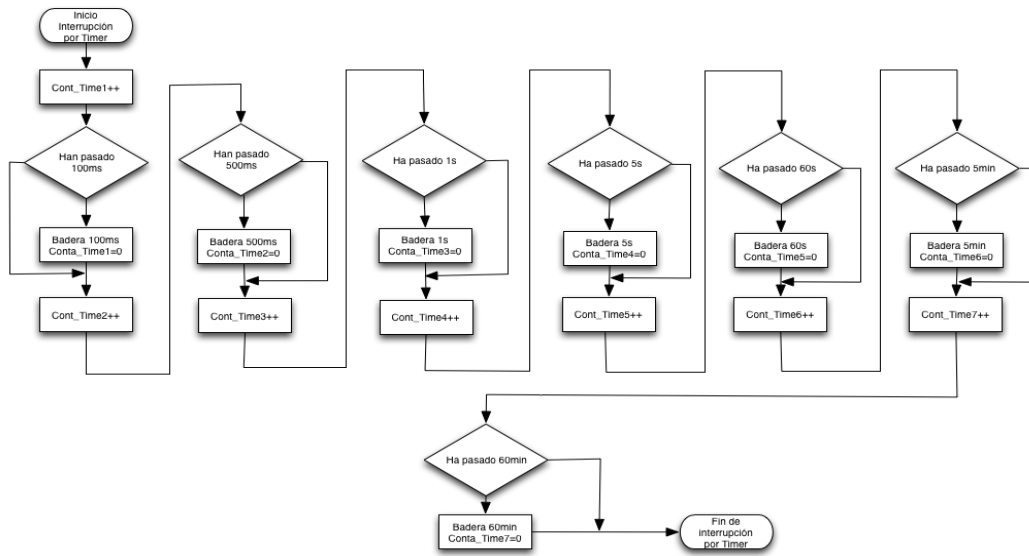 Inicio
Interrupción
por Timer
Cont_Time1++
Han pasado
100ms
Badera 100ms
Conta_Time1=0
Cont_Time2++
Han pasado
500ms
Badera 500ms
Conta_Time2=0
Cont_Time3++
Ha pasado 1s
Badera 1s
Conta_Time3=0
Cont_Time4++
Ha pasado 5s
Badera 5s
Conta_Time4=0
Cont_Time5++
Ha pasado 60s
Badera 60s
Conta_Time5=0
Cont_Time6++
Ha pasado 5min
Badera 5min
Conta_Time6=0
Cont_Time7++
Ha pasado 60min
Badera 60min
Conta_Time7=0
Fin de
interrupción
por Timer